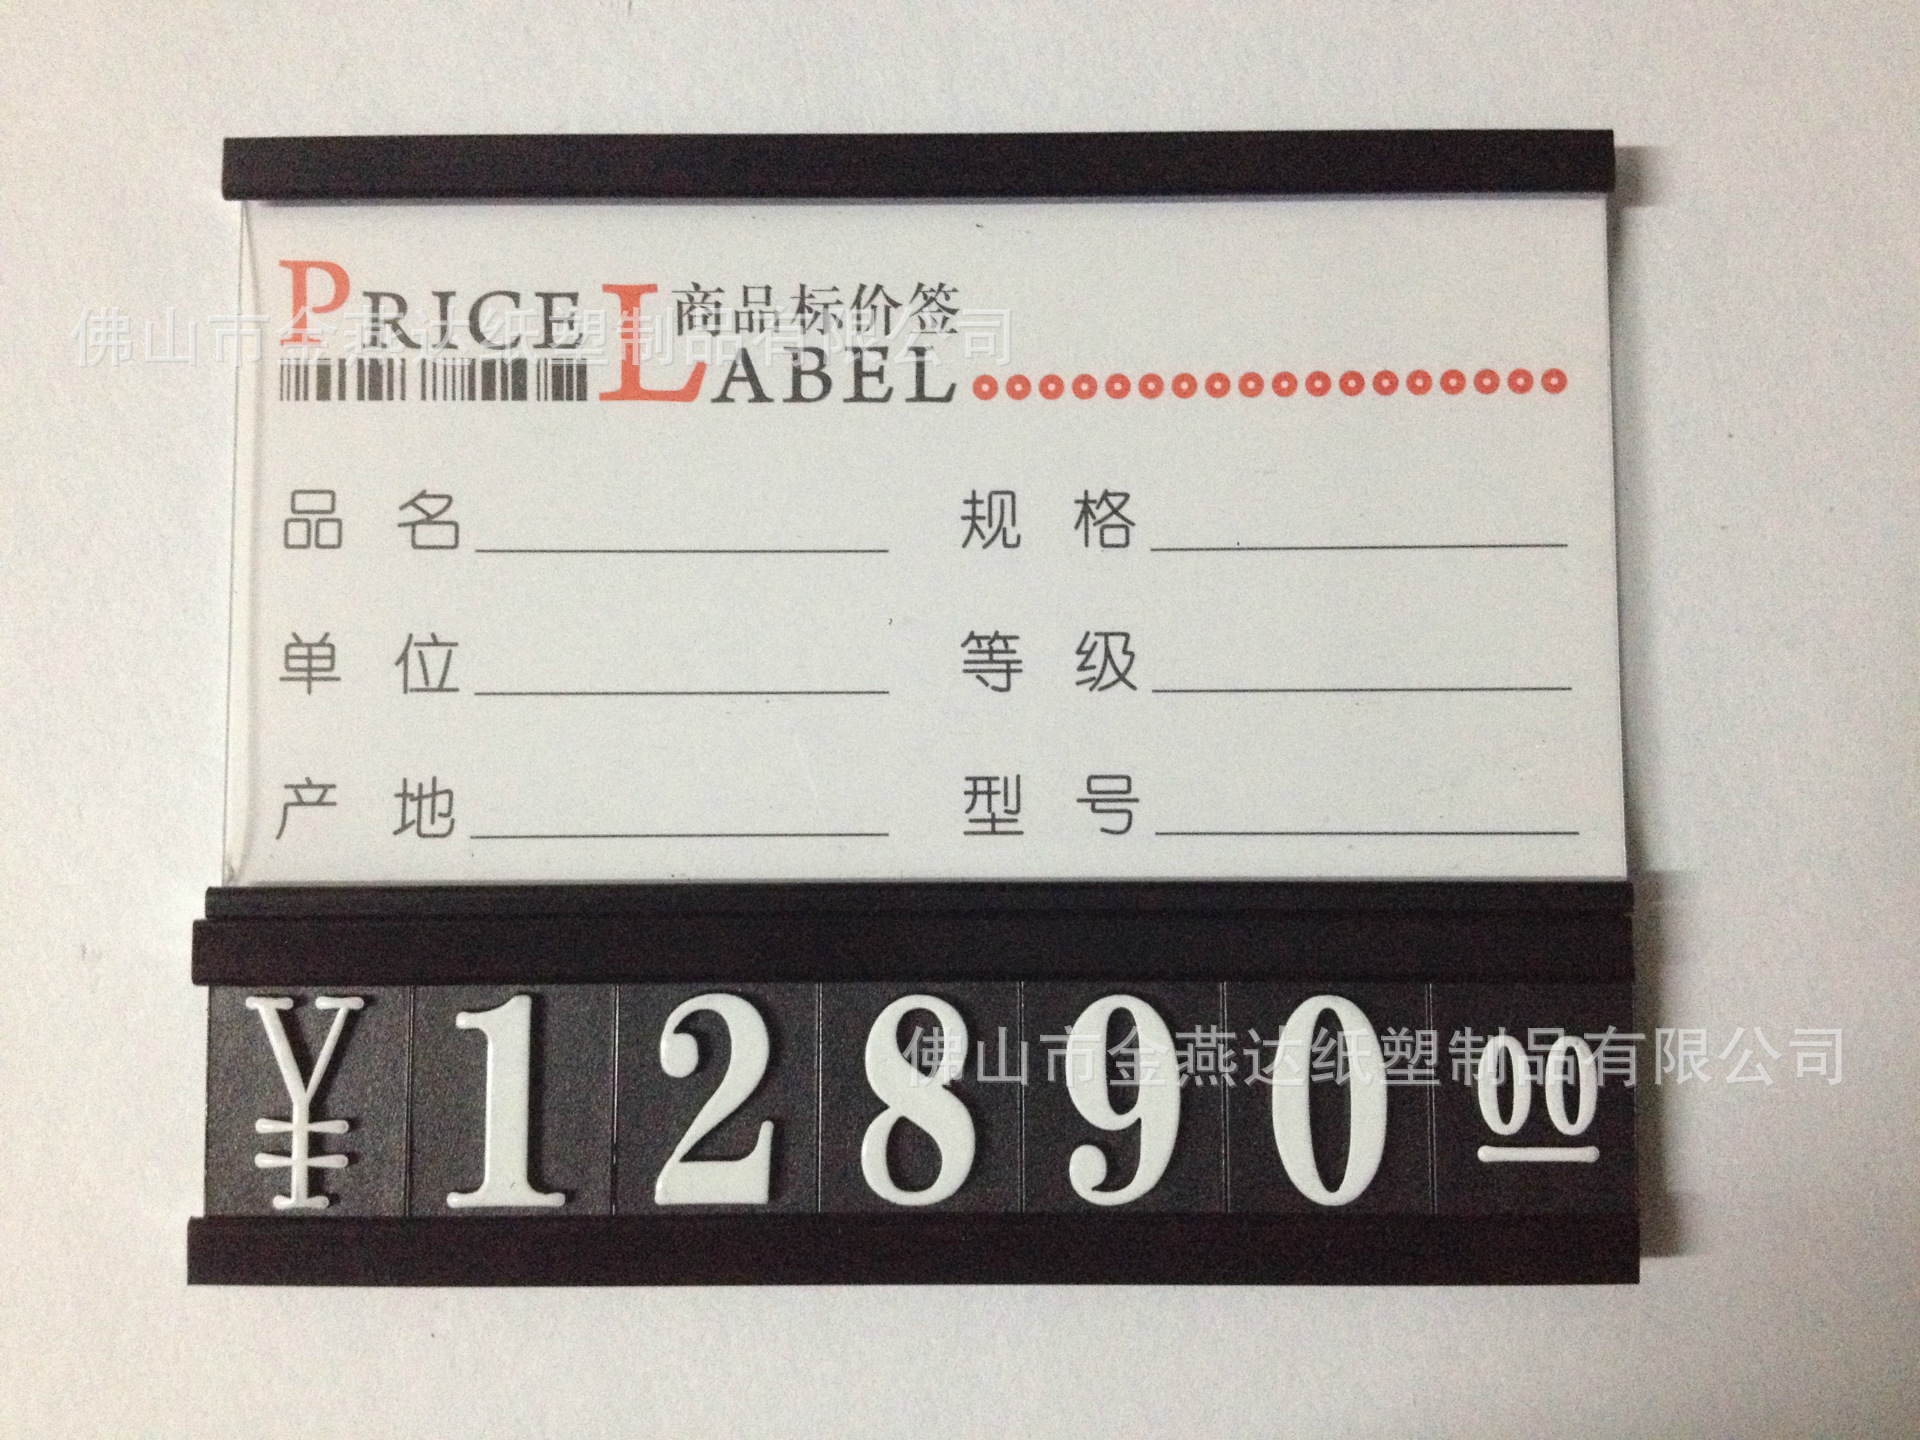 PRICE LABEL
商品标价签
佛山市金燕达纸塑制品有限公司
品名 规格
单位 等级
产地 型号
¥12890 00
佛山市金燕达纸塑制品有限公司